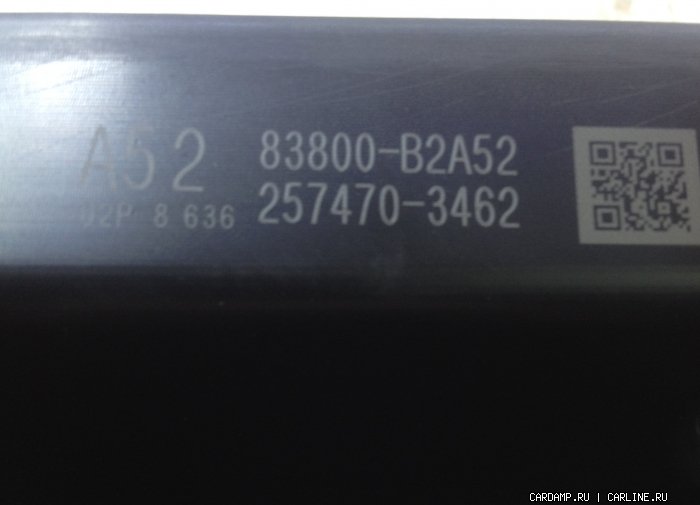 A52
83800-B2A52
02P 8 636
257470-3462
CARDAMP.RU | CARLINE.RU